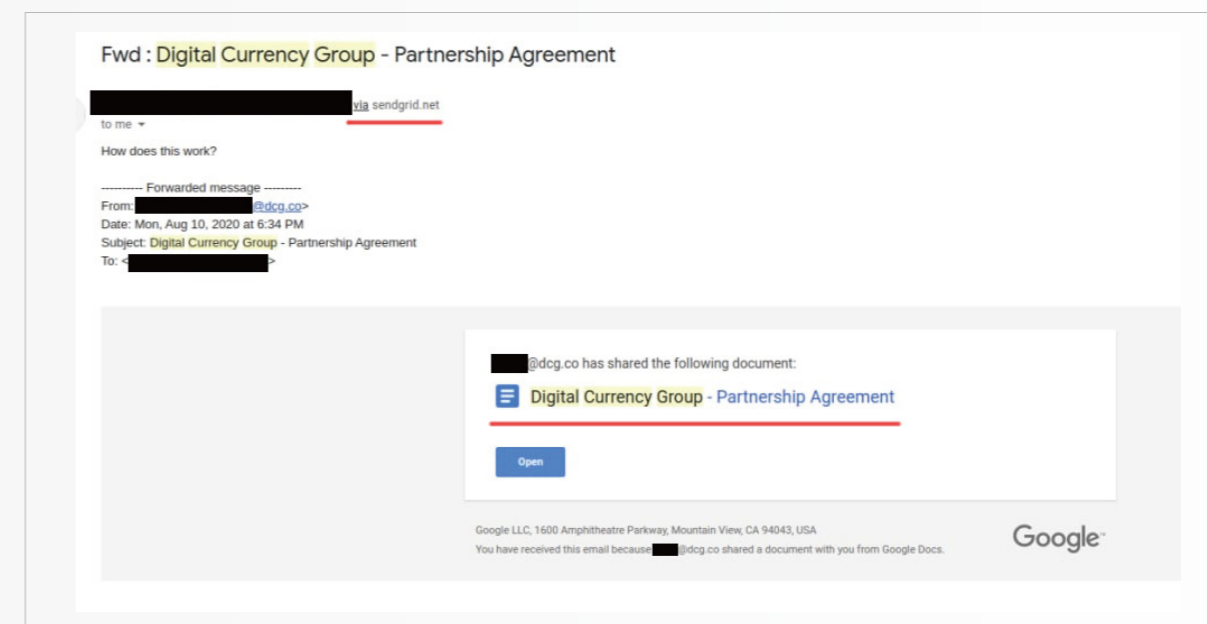 Fwd : Digital Currency Group - Partnership Agreement
via sendgrid.net
to me
How does this work?
---------- Forwarded message ---------
From: @dcg.co>
Date: Mon, Aug 10, 2020 at 6:34 PM
Subject: Digital Currency Group - Partnership Agreement
To: < >
@dcg.co has shared the following document:
Digital Currency Group - Partnership Agreement
Open
Google LLC, 1600 Amphitheatre Parkway, Mountain View, CA 94043, USA
You have received this email because @dcg.co shared a document with you from Google Docs.
Google